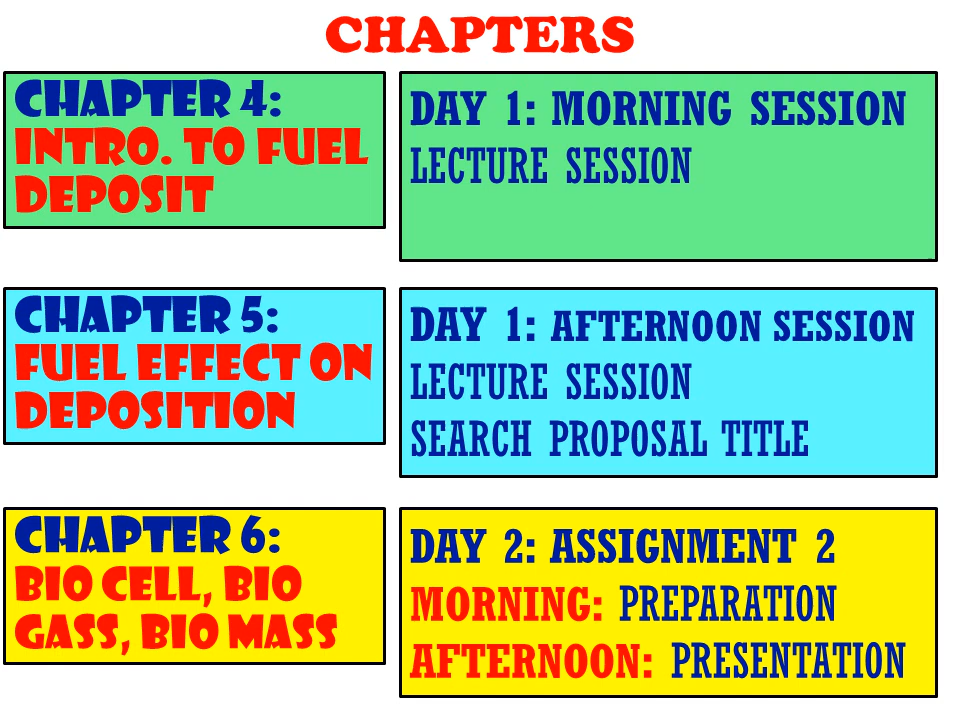 CHAPTERS
CHAPTER 4:
INTRO. TO FUEL
DEPOSIT
DAY 1: MORNING SESSION
LECTURE SESSION
CHAPTER 5:
FUEL EFFECT ON
DEPOSITION
DAY 1: AFTERNOON SESSION
LECTURE SESSION
SEARCH PROPOSAL TITLE
CHAPTER 6:
BIO CELL, BIO
GASS, BIO MASS
DAY 2: ASSIGNMENT 2
MORNING: PREPARATION
AFTERNOON: PRESENTATION